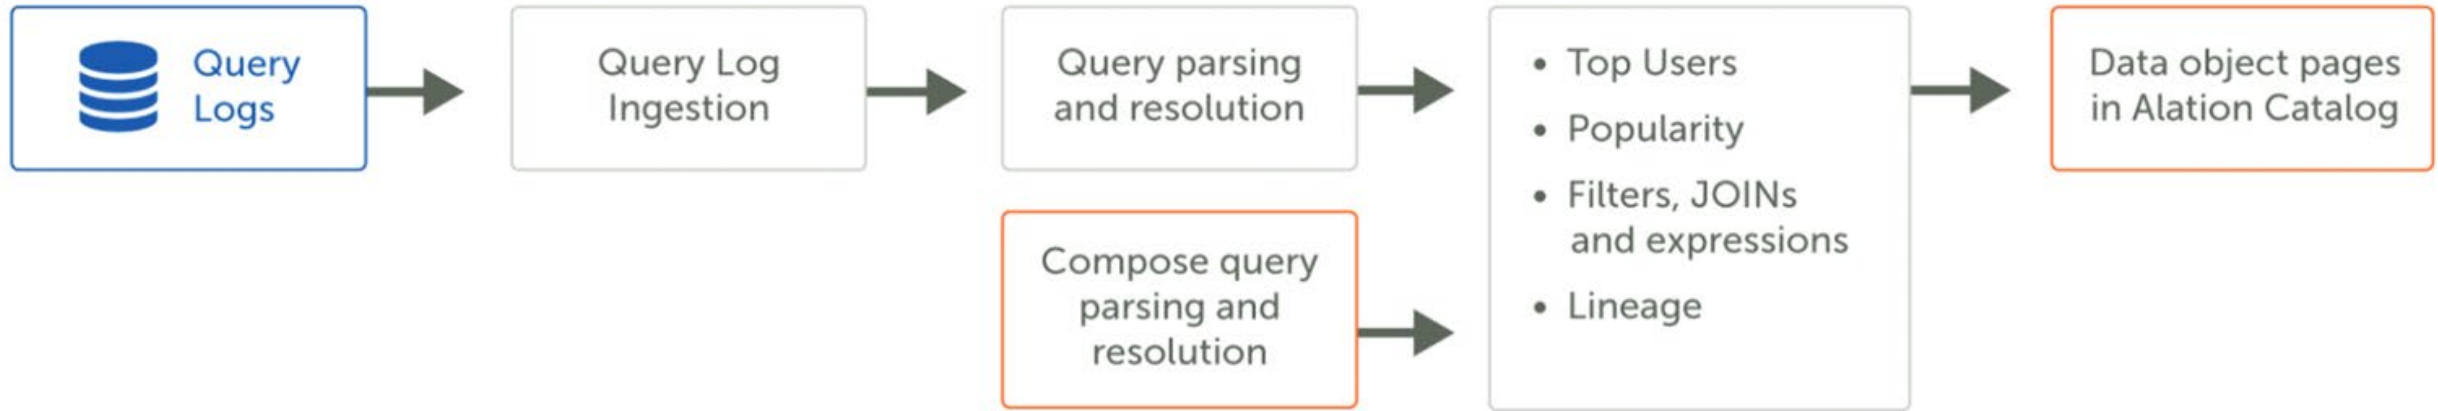 Query
Logs
Query Log
Ingestion
Query parsing
and resolution
Compose query
parsing and
resolution
• Top Users
• Popularity
• Filters, JOINs
and expressions
• Lineage
Data object pages
in Alation Catalog